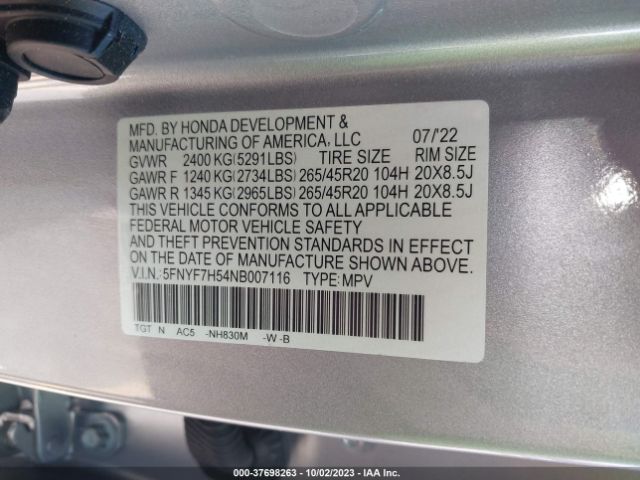 MFD. BY HONDA DEVELOPMENT &
MANUFACTURING OF AMERICA, LLC 07/'22
GVWR 2400 KG(5291LBS) TIRE SIZE RIM SIZE
GAWR F 1240 KG(2734LBS) 265/45R20 104H 20X8.5J
GAWR R 1345 KG(2965LBS) 265/45R20 104H 20X8.5J
THIS VEHICLE CONFORMS TO ALL APPLICABLE
FEDERAL MOTOR VEHICLE SAFETY
AND THEFT PREVENTION STANDARDS IN EFFECT
ON THE DATE OF MANUFACTURE SHOWN ABOVE.
V.I.N.: 5FNYF7H54NB007116 TYPE: MPV
TGT N AC5 -NH830M -W -B
000-37698263 - 10/02/2023 - IAA Inc.